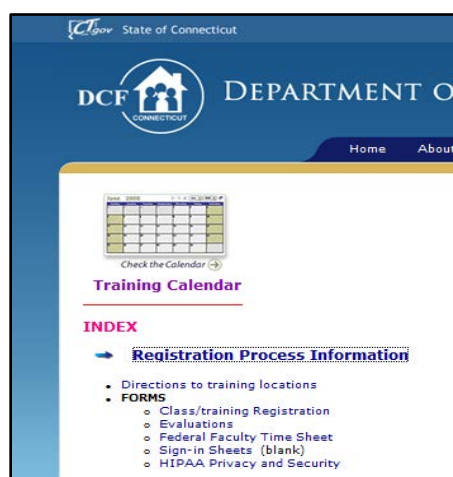 CTgov State of Connecticut
DCF
CONNECTICUT
DEPARTMENT O
Home About
Check the Calendar
Training Calendar
INDEX
Registration Process Information
Directions to training locations
FORMS
Class/training Registration
Evaluations
Federal Faculty Time Sheet
Sign-in Sheets (blank)
HIPAA Privacy and Security